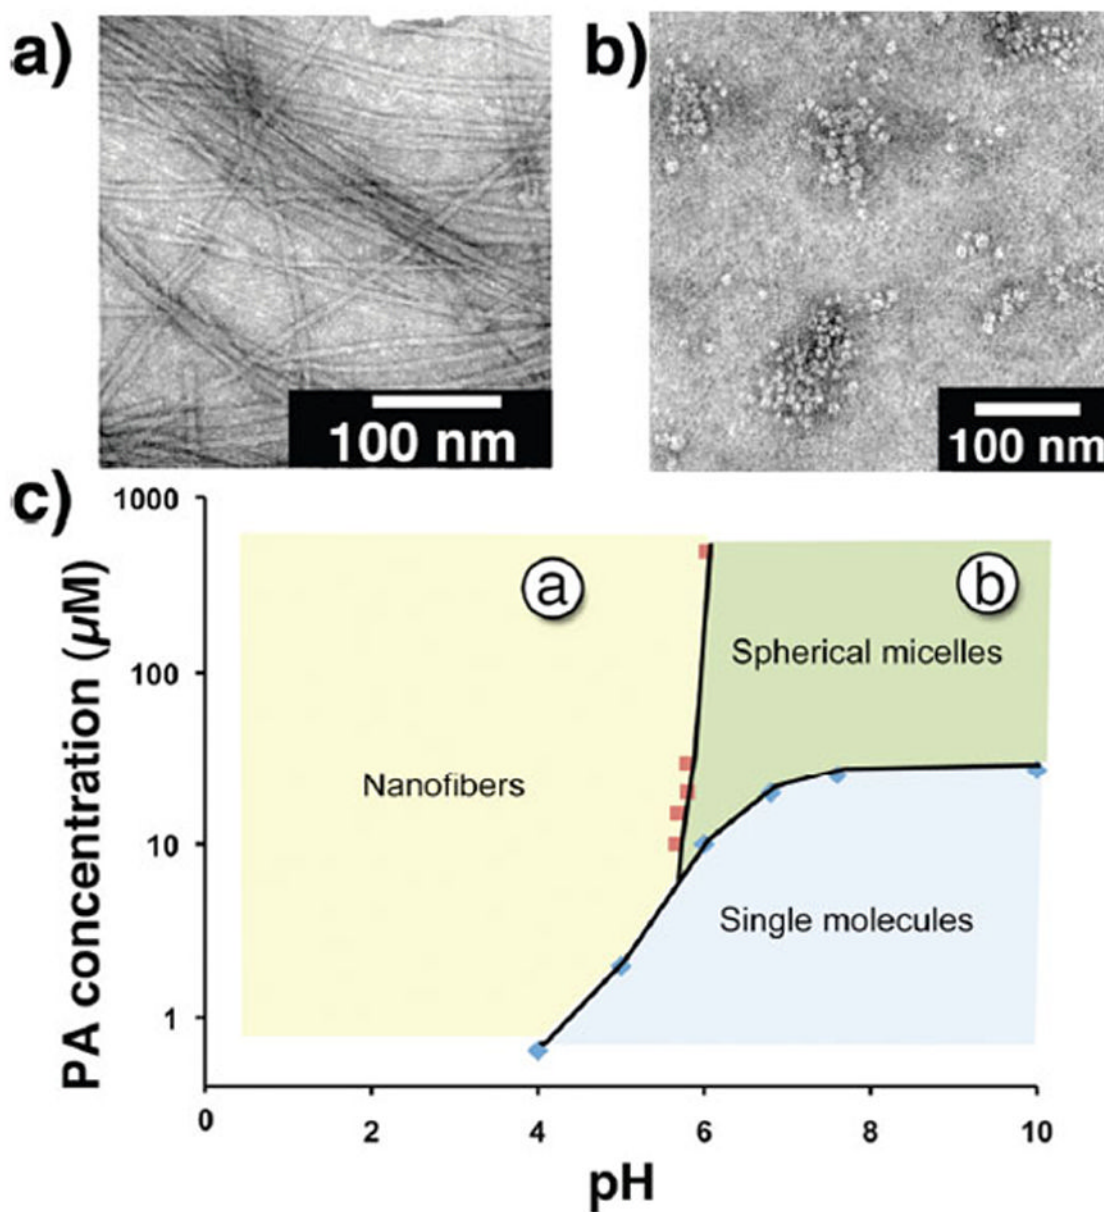 a)
b)
100 nm
100 nm
c)
1000
100
10
1
PA concentration (μM)
a
b
Spherical micelles
Nanofibers
Single molecules
0
2
4
6
8
10
pH